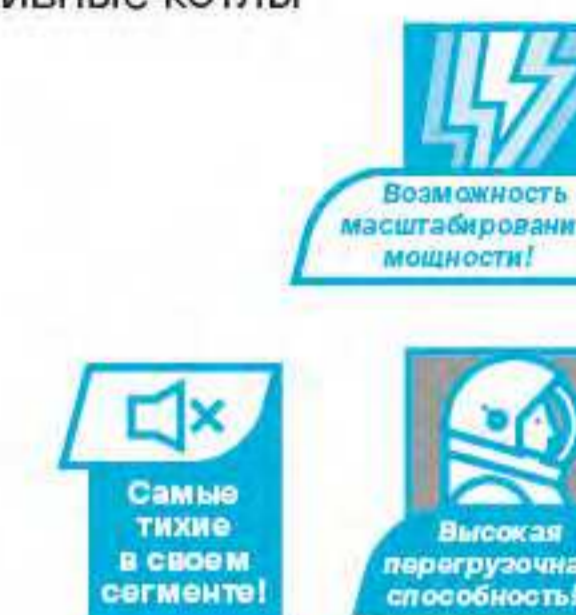 Возможность
масштабировани
мощности!
Самые
тихие
в своем
сегменте!
Высокая
перегрузочна
способность!